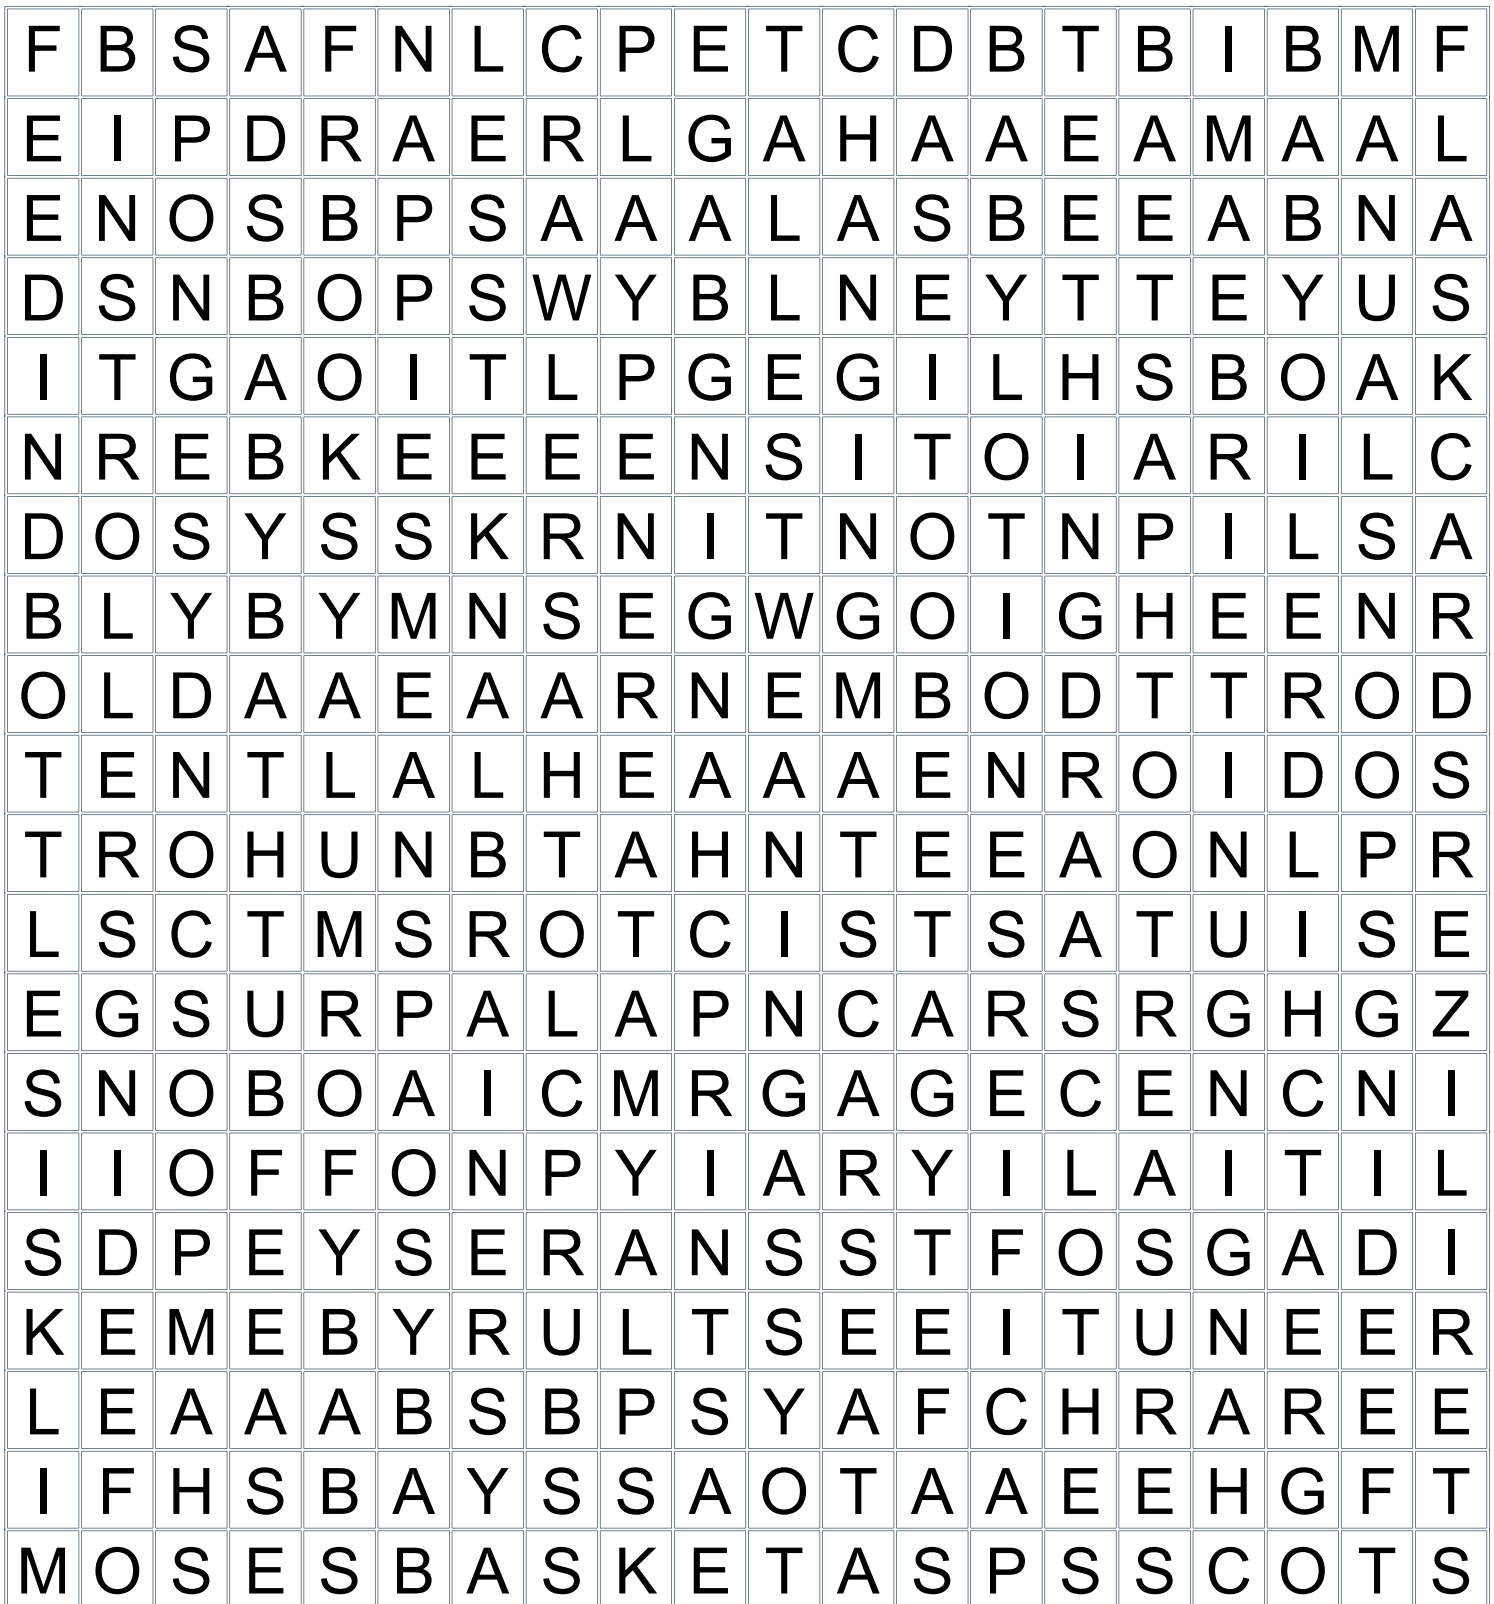 F B S A F N L C P E T C D B T B I B M F
E I P D R A E R L G A H A A E A M A A L
E N O S B P S A A A L A S B E E A B N A
D S N B O P S W Y B L N E Y T T E Y U S
I T G A O I T L P G E G I L H S B O A K
N R E B K E E E E N S I T O I A R I L C
D O S Y S S K R N I T N O T N P I L S A
B L Y B Y M N S E G W G O I G H E E N R
O L D A A E A A R N E M B O D T T R O D
T E N T L A L H E A A A E N R O I D O S
T R O H U N B T A H N T E E A O N L P R
L S C T M S R O T C I S T S A T U I S E
E G S U R P A L A P N C A R S R G H G Z
S N O B O A I C M R G A G E C E N C N I
I I O F F O N P Y I A R Y I L A I T I L
S D P E Y S E R A N S S T F O S G A D I
K E M E B Y R U L T S E E I T U N E E R
L E A A A B S B P S Y A F C H R A R E E
I F H S B A Y S S A O T A A E E H G F T
M O S E S B A S K E T A S P S S C O T S